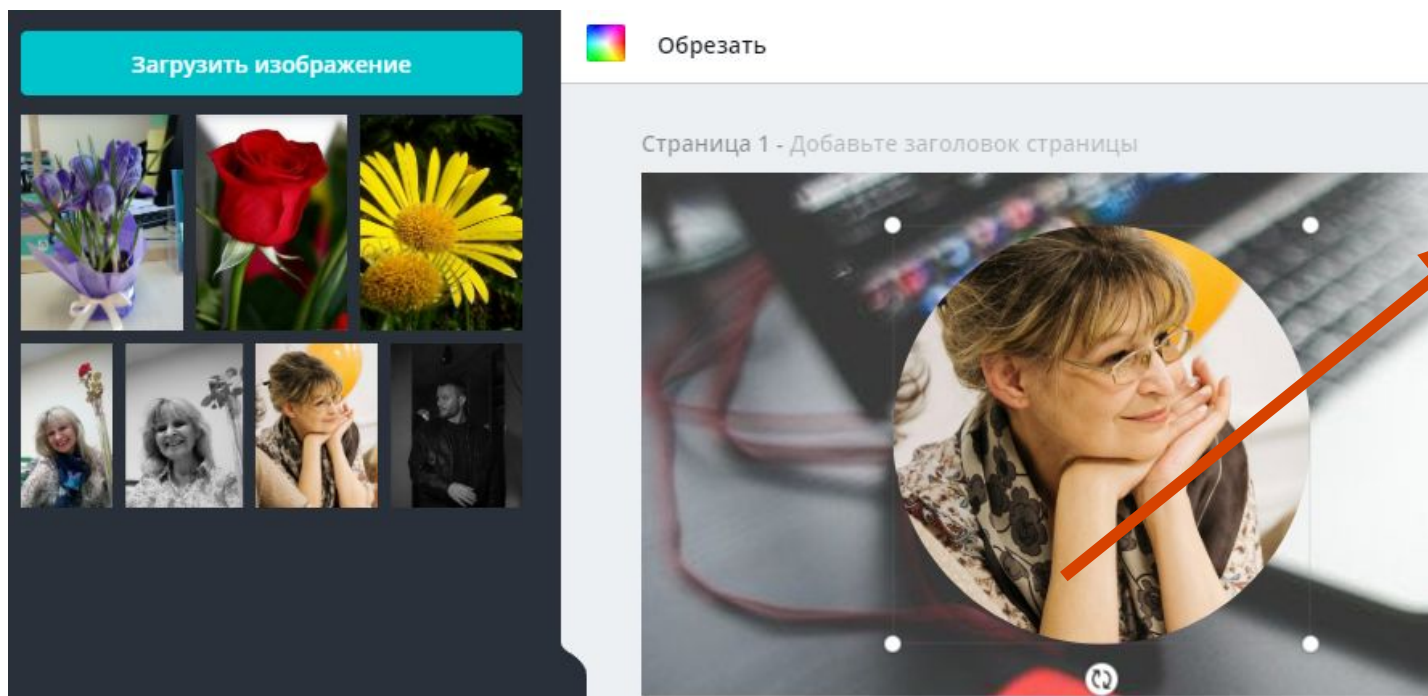 Загрузить изображение
Обрезать
Страница 1 - Добавьте заголовок страницы